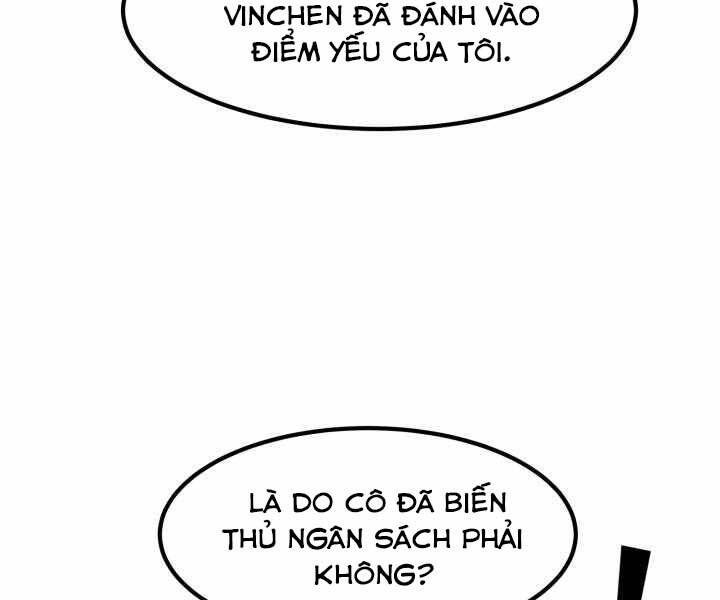 VINCHEN ĐÃ ĐÁNH VÀO
ĐIỂM YẾU CỦA TÔI.
LÀ DO CÔ ĐÃ BIẾN
THỦ NGÂN SÁCH PHẢI
KHÔNG?